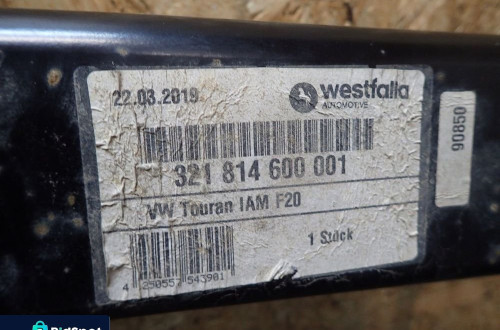 22.03.2019
westfalia
AUTOMOTIVE
321 814 600 001
VW Touran IAM F20
1 Stück
4 250557 543981
90850
BidSpot